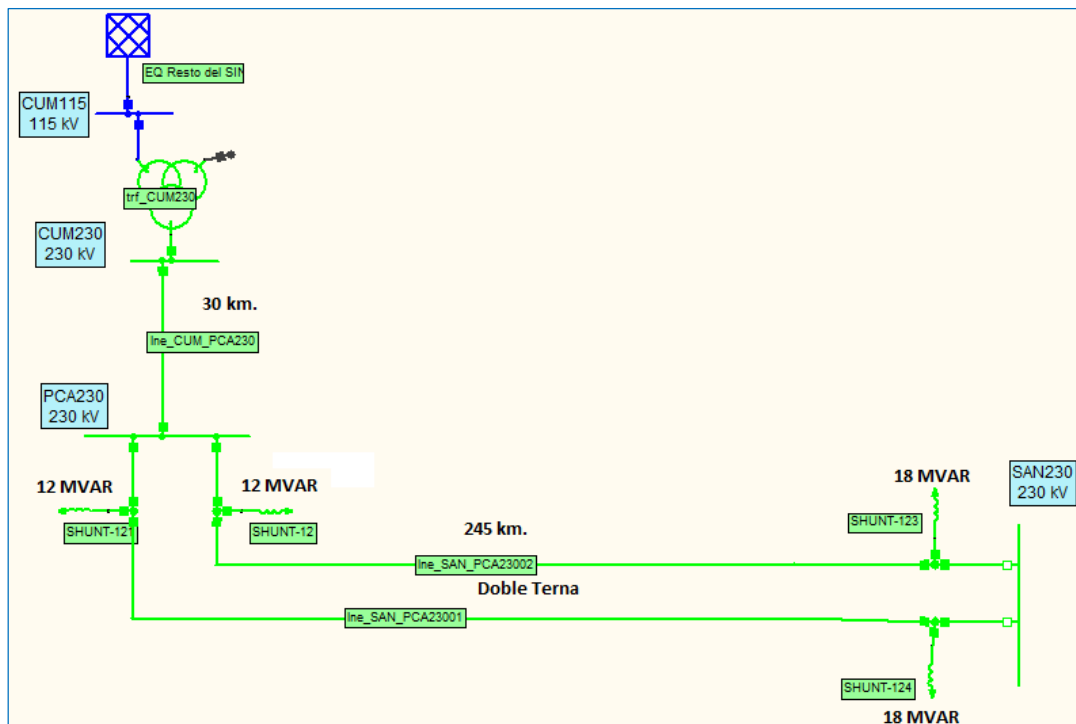 EQ Resto del SIN
CUM115
115 kV
trf_CUM230
CUM230
230 kV
30 km.
lne_CUM_PCA230
PCA230
230 kV
12 MVAR
12 MVAR
18 MVAR
SAN230
230 kV
SHUNT-121
SHUNT-12
245 km.
SHUNT-123
lne_SAN_PCA23002
Doble Terna
lne_SAN_PCA23001
SHUNT-124
18 MVAR